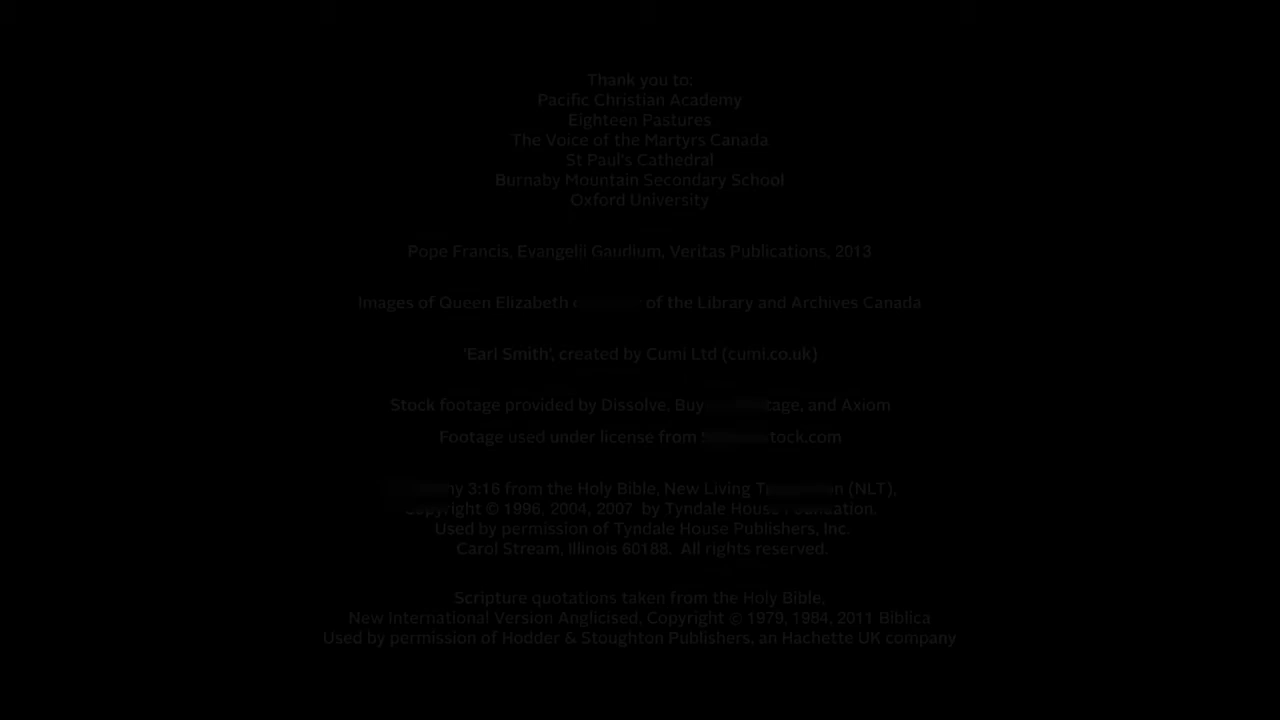 Thank you to:
Pacific Christian Academy
Eighteen Pastures
The Voice of the Martyrs Canada
St Paul's Cathedral
Burnaby Mountain Secondary School
Oxford University
Pope Francis, Evangelii Gaudium, Veritas Publications, 2013
Images of Queen Elizabeth of the Library and Archives Canada
'Earl Smith', created by Cumi Ltd (cumi.co.uk)
Stock footage provided by Dissolve, Buy and Axiom
Footage used under license from
3:16 from the Holy Bible, New Living (NLT),
Copyright © 1996, 2004, 2007 by Tyndale House Foundation.
Used by permission of Tyndale House Publishers, Inc.
Carol Stream, Illinois 60188. All rights reserved.
Scripture quotations taken from the Holy Bible,
New International Version Anglicised, Copyright © 1979, 1984, 2011 Biblica
Used by permission of Hodder & Stoughton Publishers, an Hachette UK company